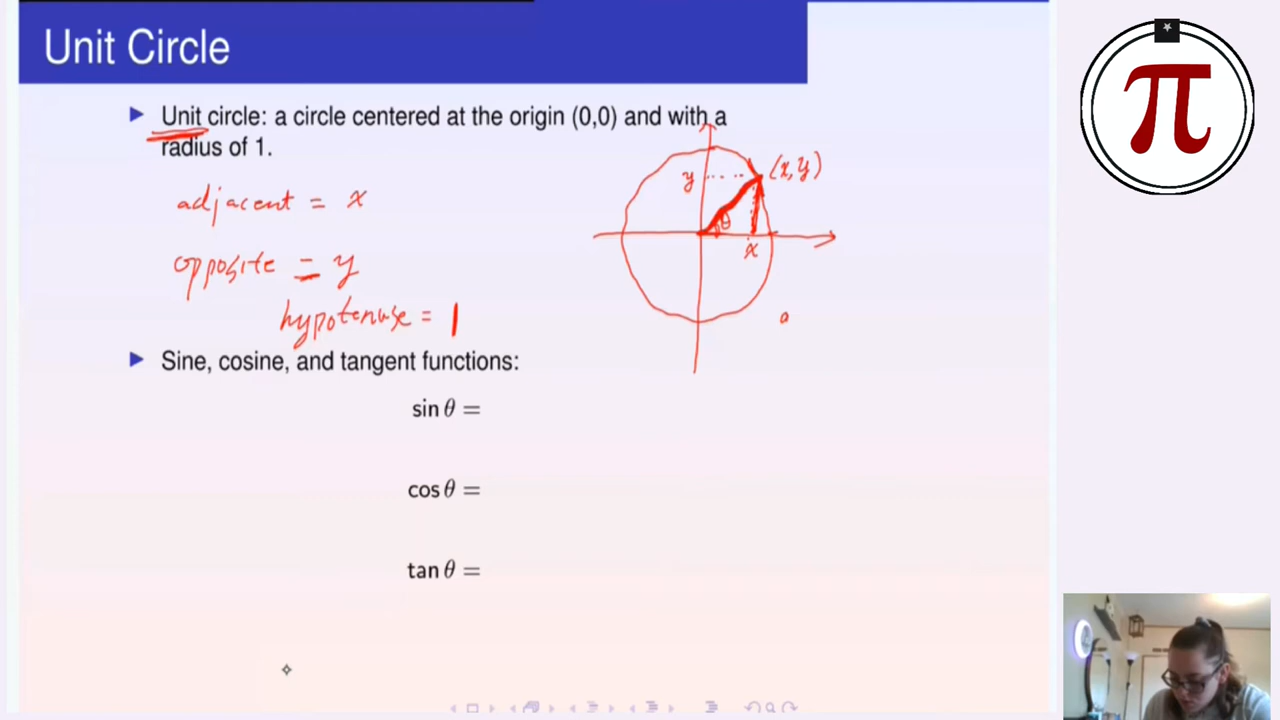 Unit Circle
Unit circle: a circle centered at the origin (0,0) and with a
radius of 1.
adjacent = x
opposite = y
hypotenuse = 1
(x,y)
y
θ
x
a
Sine, cosine, and tangent functions:
sin θ =
cos θ =
tan θ =
π